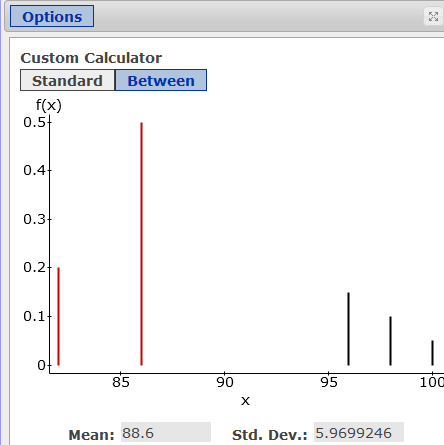 Options
Custom Calculator
Standard Between
f(x)
0.5
0.4
0.3
0.2
0.1
0
85 90 95 100
x
Mean: 88.6 Std. Dev.: 5.9699246